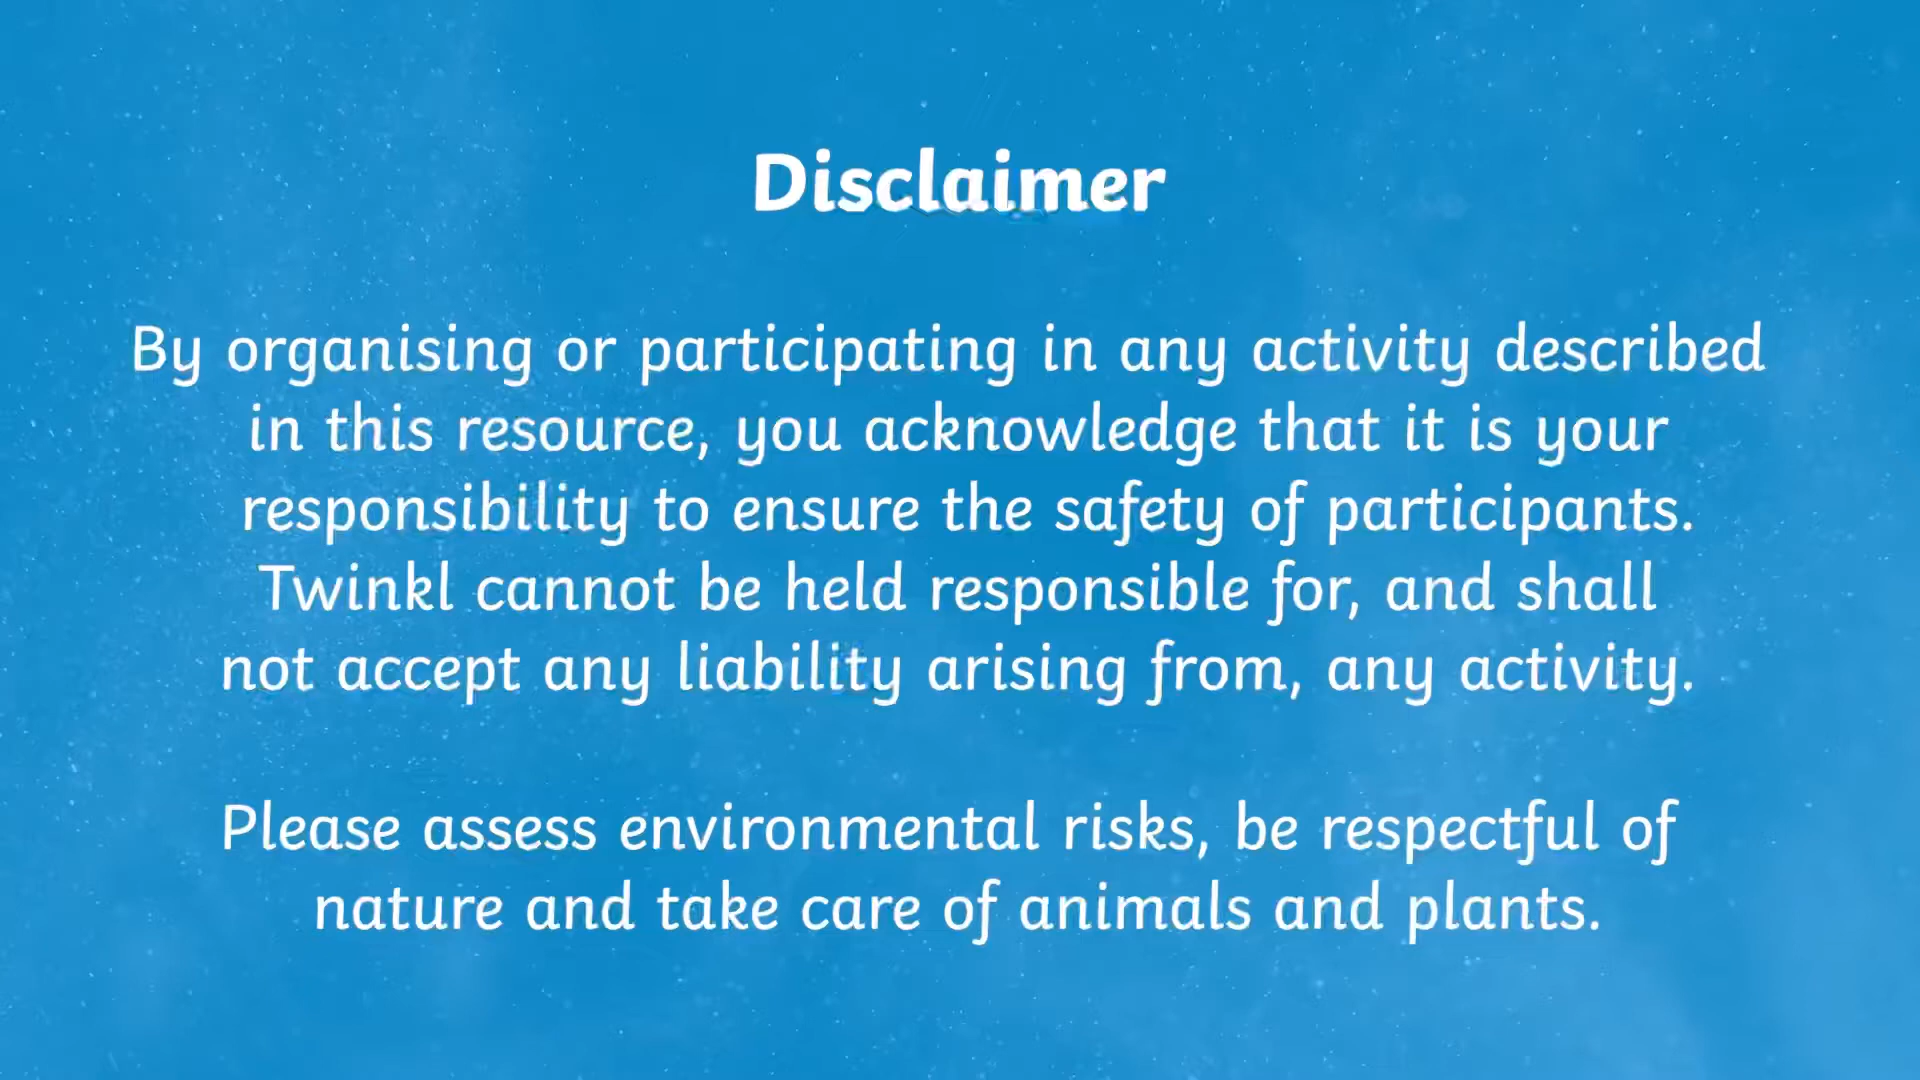 Disclaimer
By organising or participating in any activity described
in this resource, you acknowledge that it is your
responsibility to ensure the safety of participants.
Twinkl cannot be held responsible for, and shall
not accept any liability arising from, any activity.
Please assess environmental risks, be respectful of
nature and take care of animals and plants.